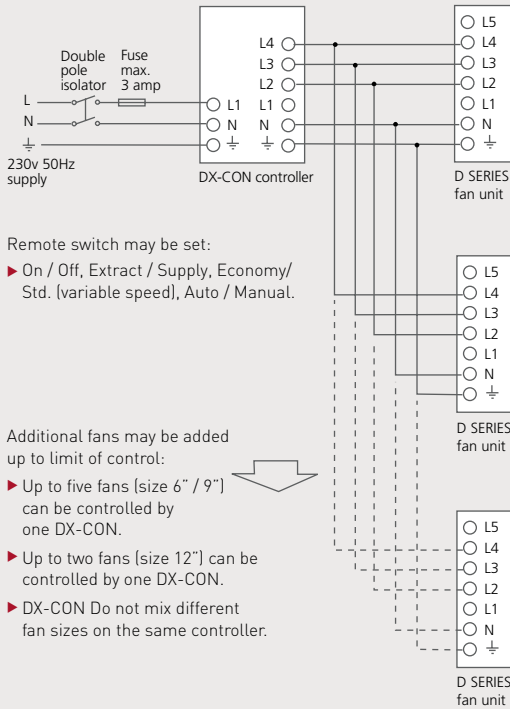 L5
L4
L4
L3
L3
L2
L2
L1
L1
L1
N
N
N
Double
pole
isolator
Fuse
max.
3 amp
L
N
230v 50Hz
supply
DX-CON controller
D SERIES
fan unit
Remote switch may be set:
On / Off, Extract / Supply, Economy/
Std. (variable speed), Auto / Manual.
L5
L4
L3
L2
L1
N
D SERIES
fan unit
Additional fans may be added
up to limit of control:
Up to five fans (size 6” / 9”)
can be controlled by
one DX-CON.
Up to two fans (size 12”) can be
controlled by one DX-CON.
DX-CON Do not mix different
fan sizes on the same controller.
L5
L4
L3
L2
L1
N
D SERIES
fan unit